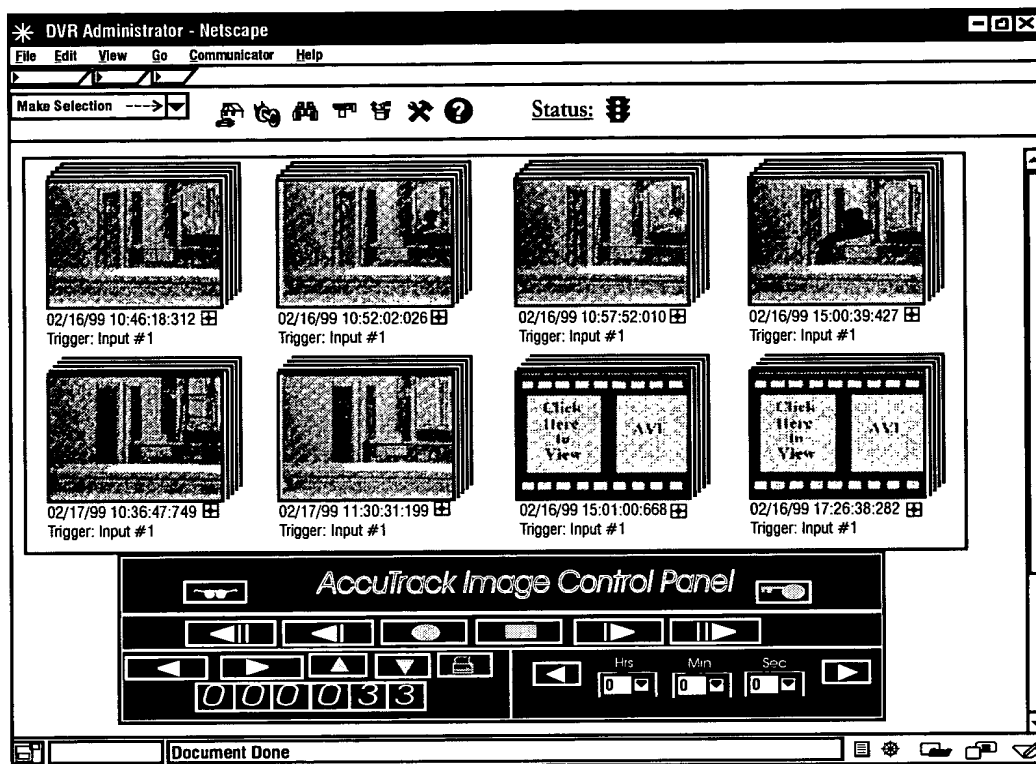 DVR Administrator - Netscape
File Edit View Go Communicator Help
Make Selection ---> Status:
02/16/99 10:46:18:312 02/16/99 10:52:02:026 02/16/99 10:57:52:010 02/16/99 15:00:39:427
Trigger: Input #1 Trigger: Input #1 Trigger: Input #1 Trigger: Input #1
Click Here to View AVI Click Here to View AVI
02/17/99 10:36:47:749 02/17/99 11:30:31:199 02/16/99 15:01:00:668 02/16/99 17:26:38:282
Trigger: Input #1 Trigger: Input #1 Trigger: Input #1 Trigger: Input #1
AccuTrack Image Control Panel
Hrs Min Sec
0 0 0
000033
Document Done